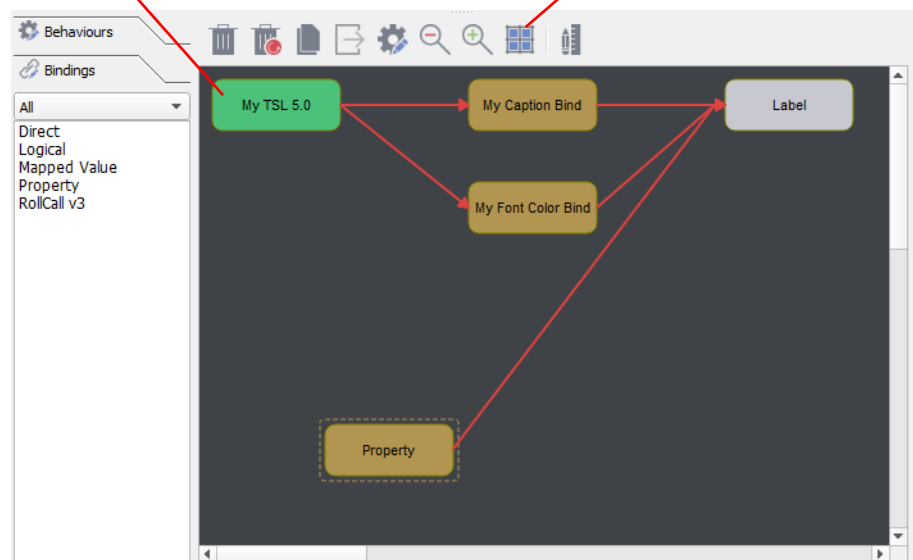 Behaviours
Bindings
All
Direct
Logical
Mapped Value
Property
RollCall v3
My TSL 5.0
My Caption Bind
Label
My Font Color Bind
Property